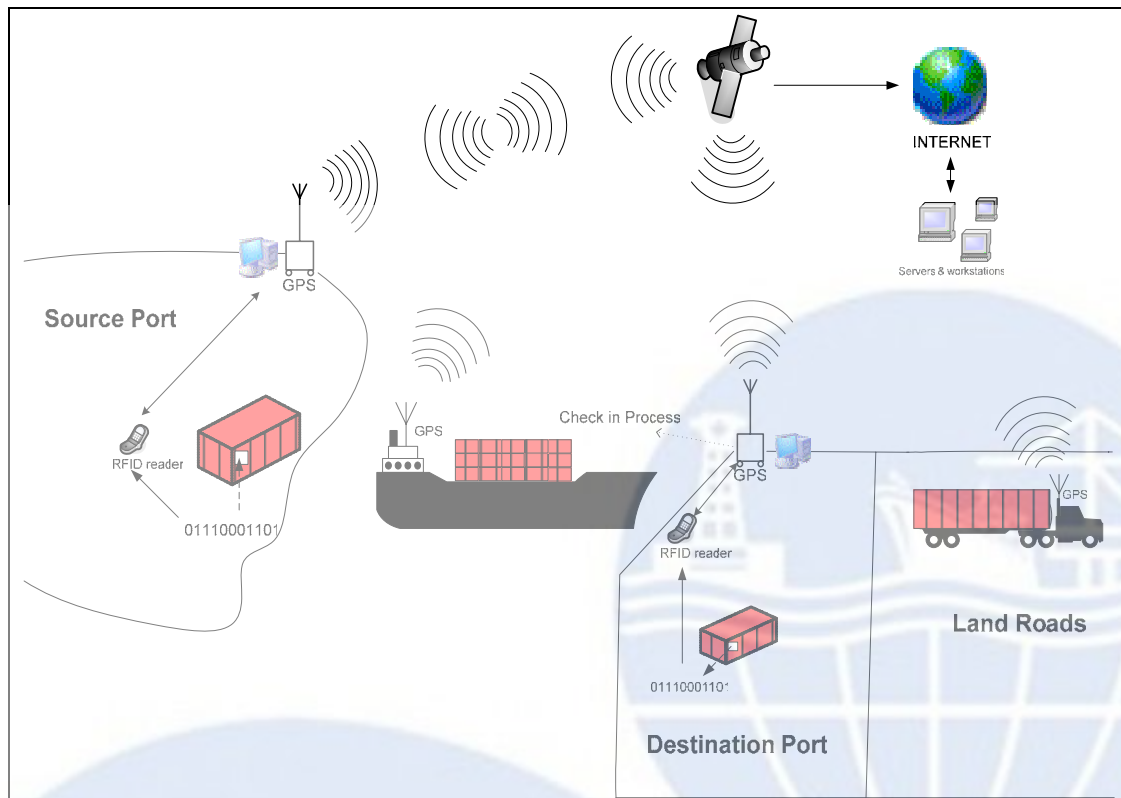 INTERNET
Servers & workstations
GPS
Source Port
RFID reader
01110001101
GPS
Check in Process
GPS
RFID reader
01110001101
Destination Port
GPS
Land Roads